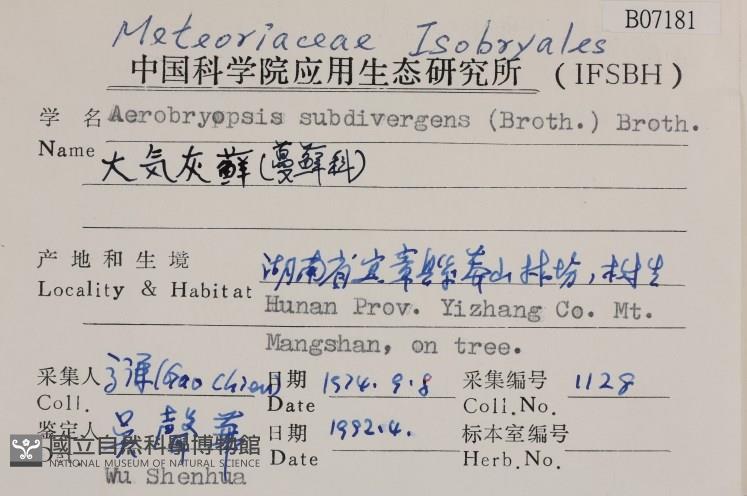 B07181
Meteoriaceae Isobryales
中国科学院应用生态研究所 (IFSBH)
学 名 Aerobryopsis subdivergens (Broth.) Broth.
Name 大気灰藓(蔓藓科)
产 地 和 生 境 湖南省宜章县莽山林场,树生
Locality & Habitat Hunan Prov. Yizhang Co. Mt.
Mangshan, on tree.
采集人 (Gao Chien) 日期 1974.9.8 采集编号 1128
Coll. Date Coll.No.
鉴定人 日期 1992.4. 标本室编号
國立自然科學博物館
NATIONAL MUSEUM OF NATURAL SCIENCE
Date Herb.No.
Wu Shenhua